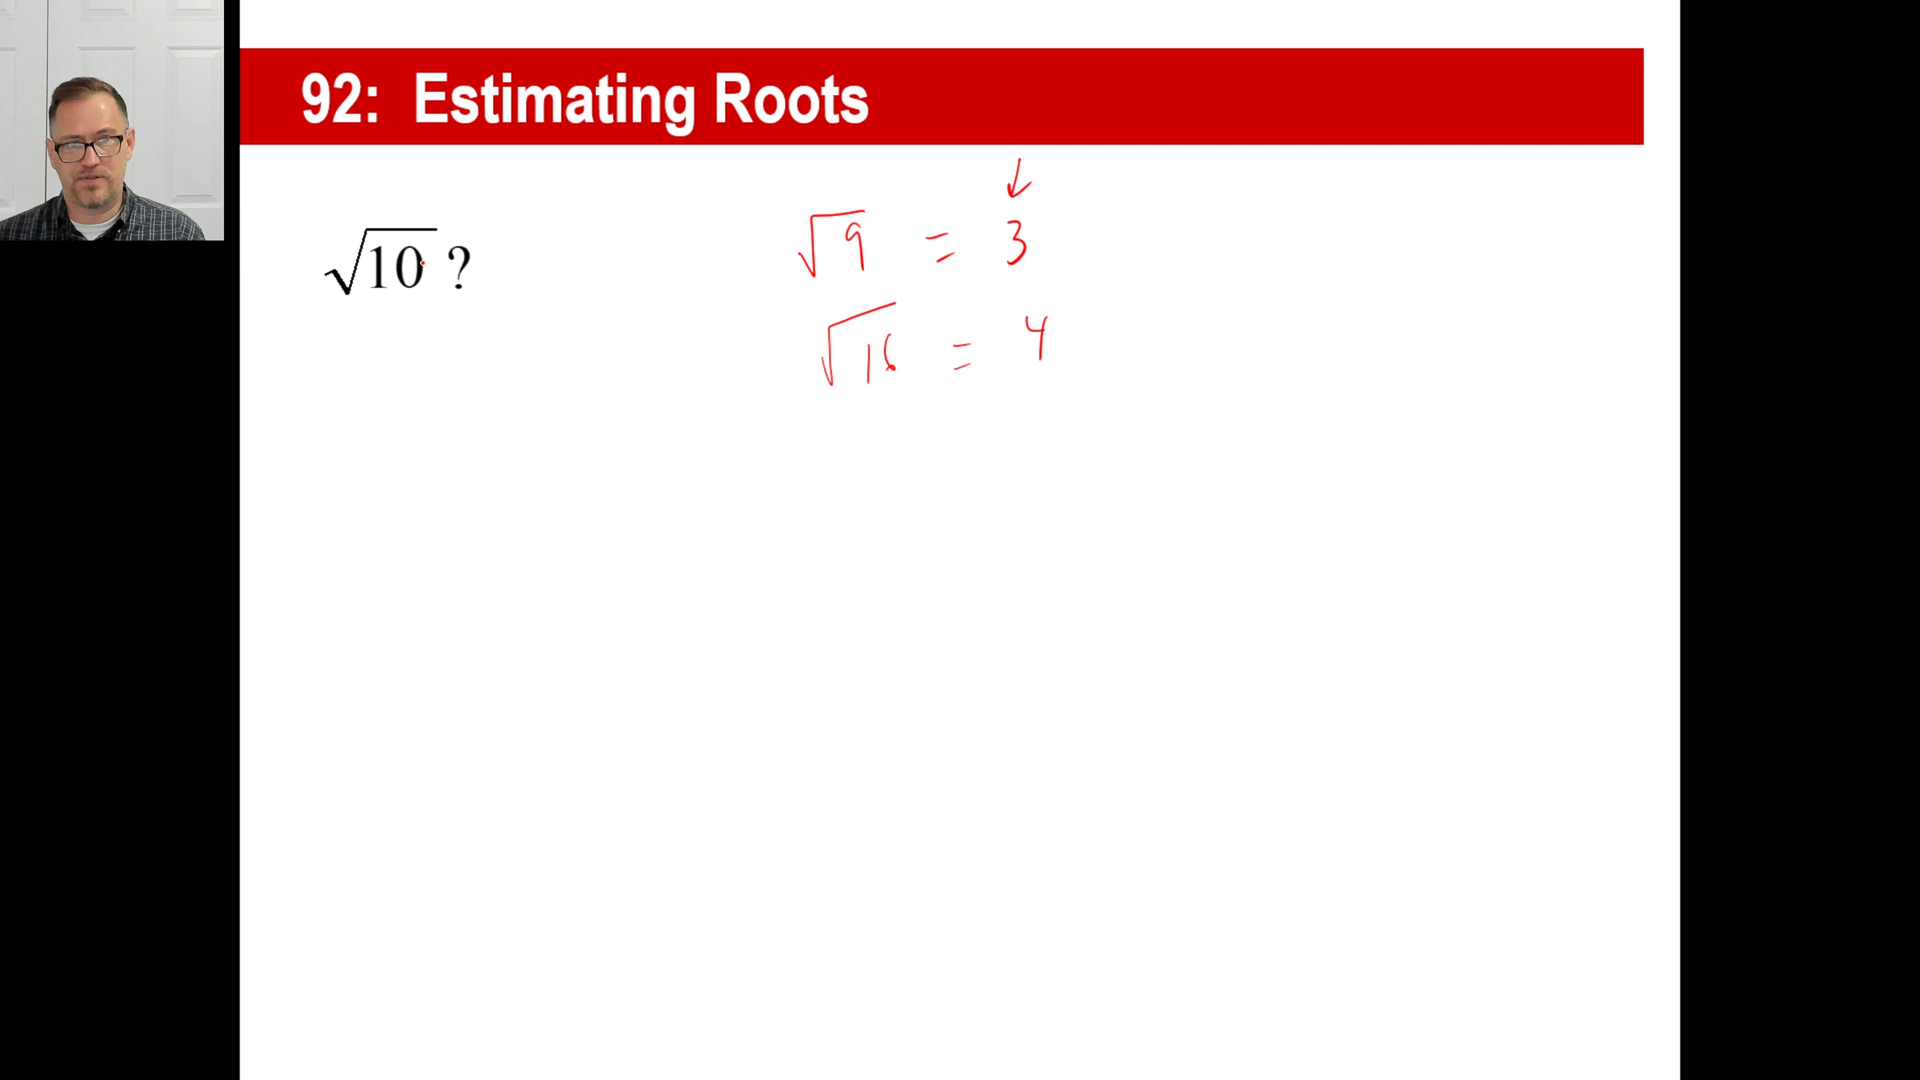 92: Estimating Roots
√10 ?
√9 = 3
√16 = 4